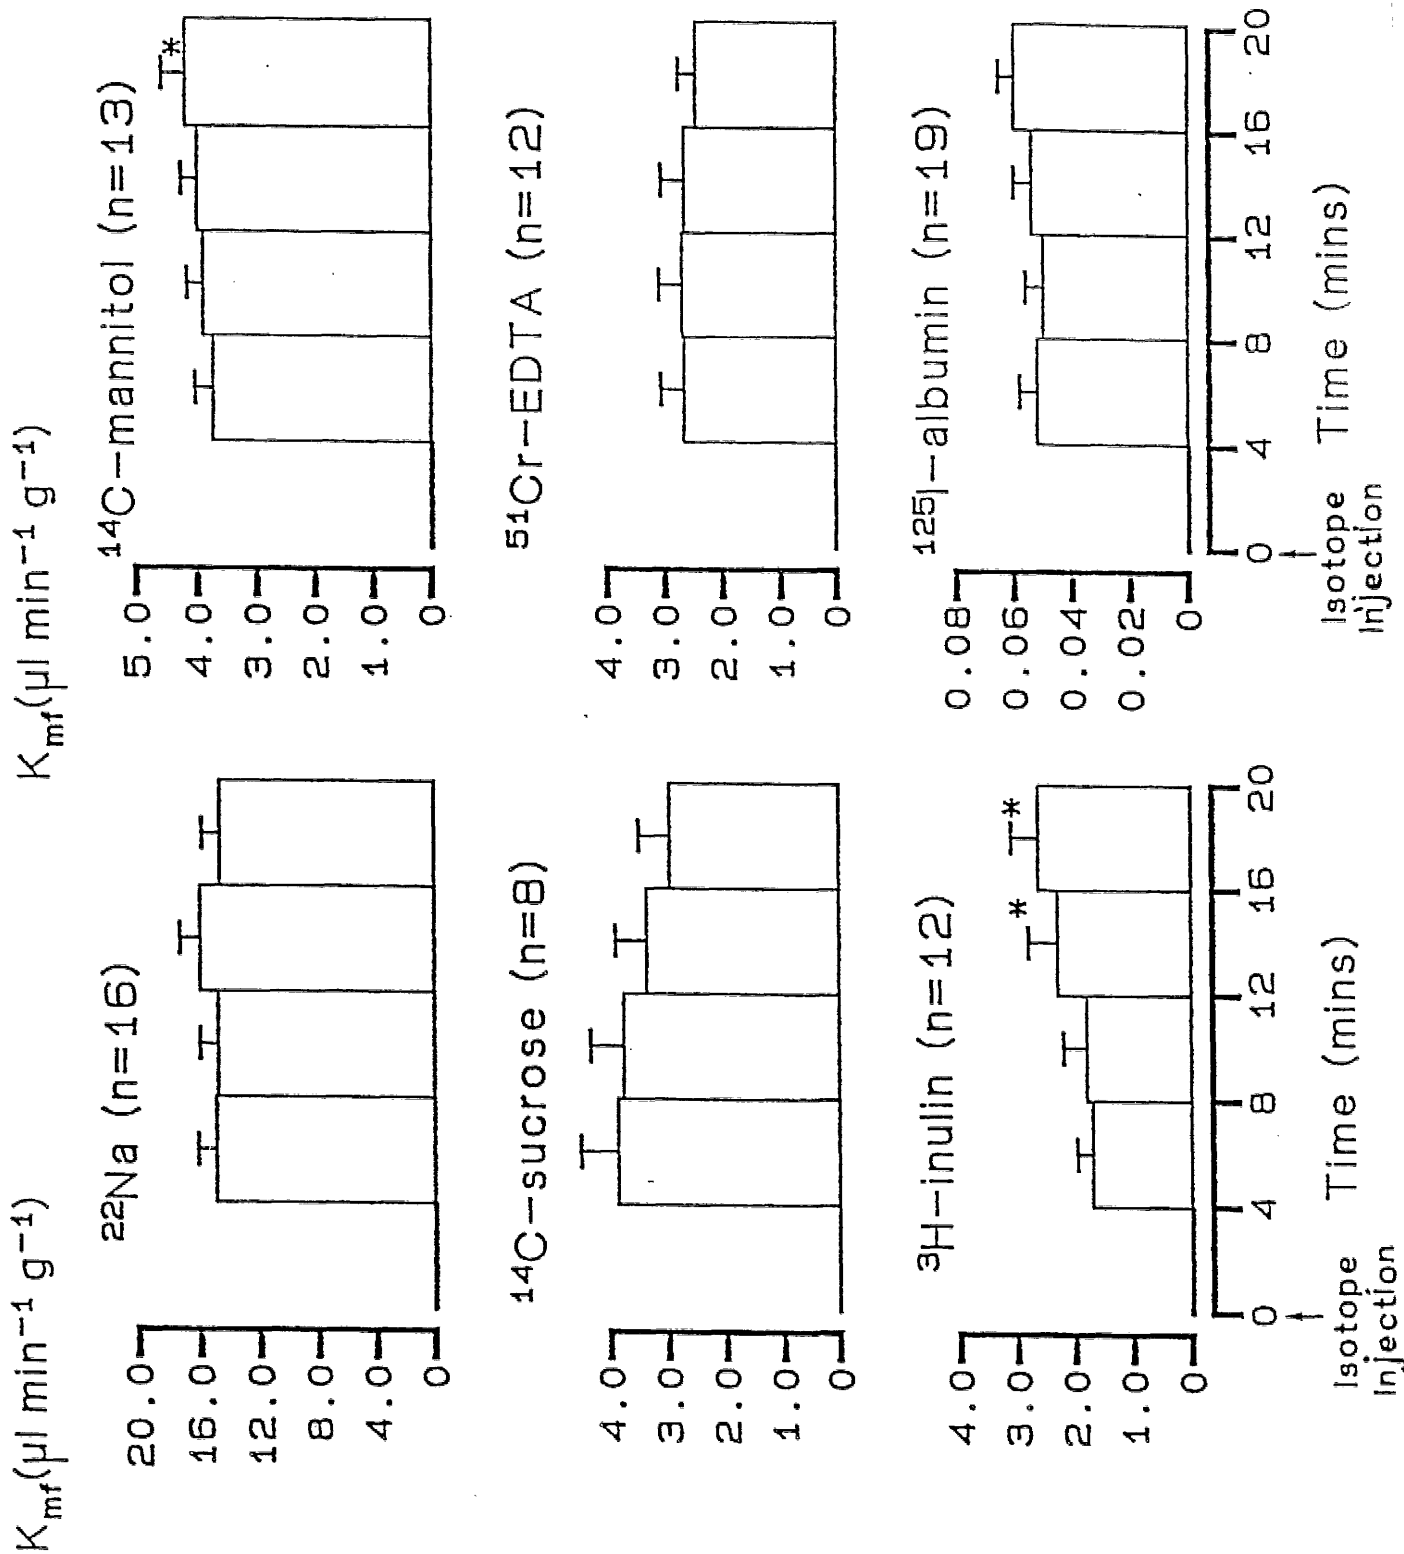 K_mf(µl min⁻¹ g⁻¹)
²²Na (n=16)
20.0
16.0
12.0
8.0
4.0
0
¹⁴C-sucrose (n=8)
4.0
3.0
2.0
1.0
0
³H-inulin (n=12)
4.0
3.0
2.0
1.0
0
*
*
0 4 8 12 16 20
Isotope
Injection
Time (mins)
K_mf(µl min⁻¹ g⁻¹)
¹⁴C-mannitol (n=13)
5.0
4.0
3.0
2.0
1.0
0
*
⁵¹Cr-EDTA (n=12)
4.0
3.0
2.0
1.0
0
¹²⁵I-albumin (n=19)
0.08
0.06
0.04
0.02
0
0 4 8 12 16 20
Isotope
Injection
Time (mins)